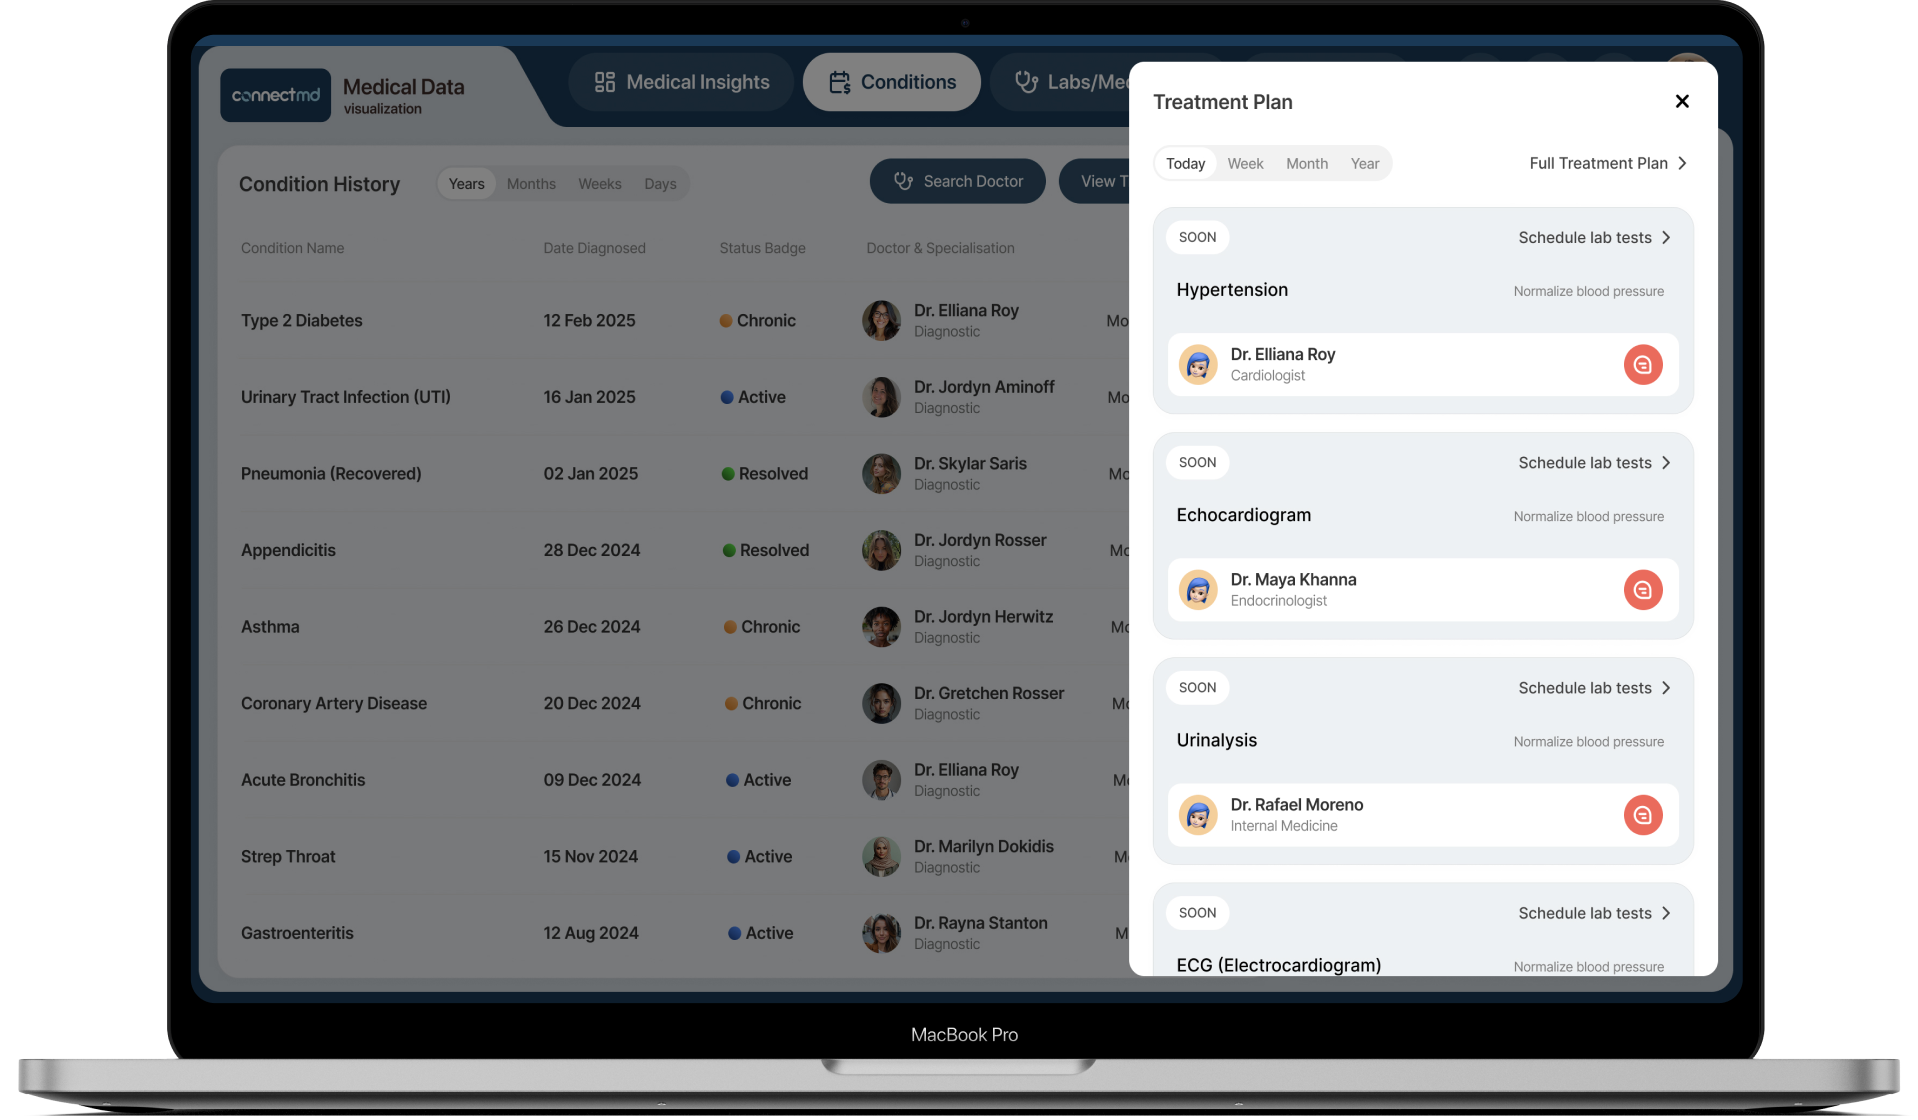 connectmd
Medical Data
visualization
Medical Insights
Conditions
Labs/Med
Condition History
Years
Months
Weeks
Days
Search Doctor
View T
Condition Name
Date Diagnosed
Status Badge
Doctor & Specialisation
Type 2 Diabetes
12 Feb 2025
Chronic
Dr. Elliana Roy
Diagnostic
Mo
Urinary Tract Infection (UTI)
16 Jan 2025
Active
Dr. Jordyn Aminoff
Diagnostic
Mo
Pneumonia (Recovered)
02 Jan 2025
Resolved
Dr. Skylar Saris
Diagnostic
Mo
Appendicitis
28 Dec 2024
Resolved
Dr. Jordyn Rosser
Diagnostic
Mo
Asthma
26 Dec 2024
Chronic
Dr. Jordyn Herwitz
Diagnostic
Mo
Coronary Artery Disease
20 Dec 2024
Chronic
Dr. Gretchen Rosser
Diagnostic
Mo
Acute Bronchitis
09 Dec 2024
Active
Dr. Elliana Roy
Diagnostic
M
Strep Throat
15 Nov 2024
Active
Dr. Marilyn Dokidis
Diagnostic
M
Gastroenteritis
12 Aug 2024
Active
Dr. Rayna Stanton
Diagnostic
M
Treatment Plan
Today
Week
Month
Year
Full Treatment Plan
SOON
Schedule lab tests
Hypertension
Normalize blood pressure
Dr. Elliana Roy
Cardiologist
SOON
Schedule lab tests
Echocardiogram
Normalize blood pressure
Dr. Maya Khanna
Endocrinologist
SOON
Schedule lab tests
Urinalysis
Normalize blood pressure
Dr. Rafael Moreno
Internal Medicine
SOON
Schedule lab tests
ECG (Electrocardiogram)
Normalize blood pressure
MacBook Pro